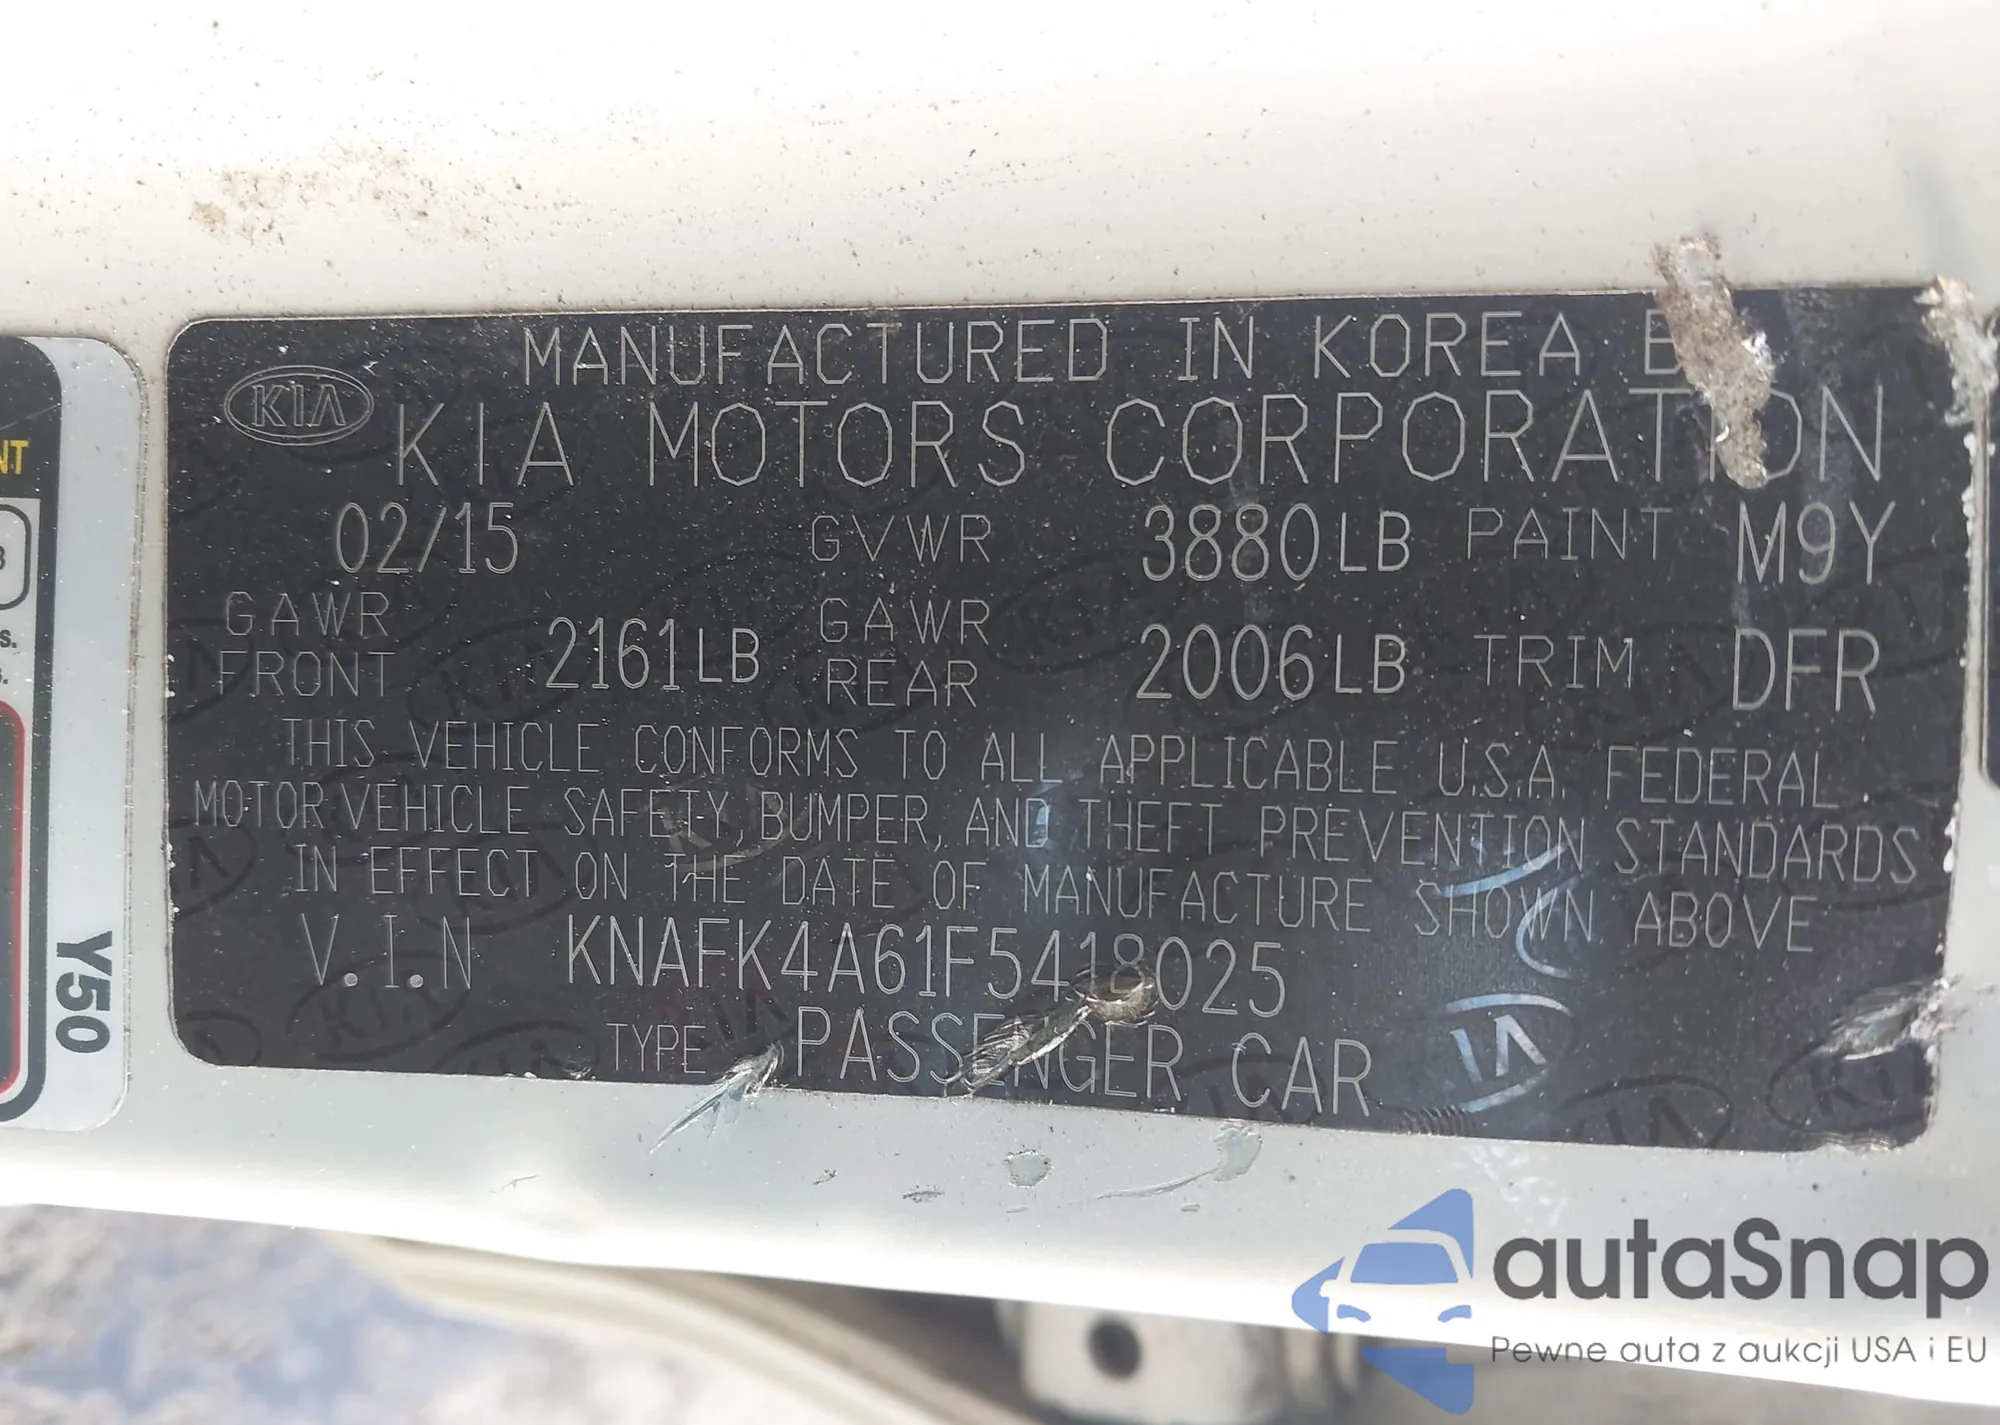 MANUFACTURED IN KOREA
KIA
KIA MOTORS CORPORATION
02/15 GVWR 3880LB PAINT M9Y
GAWR FRONT 2161LB GAWR REAR 2006LB TRIM DFR
THIS VEHICLE CONFORMS TO ALL APPLICABLE U.S.A. FEDERAL
MOTOR VEHICLE SAFETY, BUMPER, AND THEFT PREVENTION STANDARDS
IN EFFECT ON THE DATE OF MANUFACTURE SHOWN ABOVE
V.I.N KNAFK4A61F5418025
TYPE PASSENGER CAR
Y50
autaSnap
Pewne auta z aukcji USA i EU